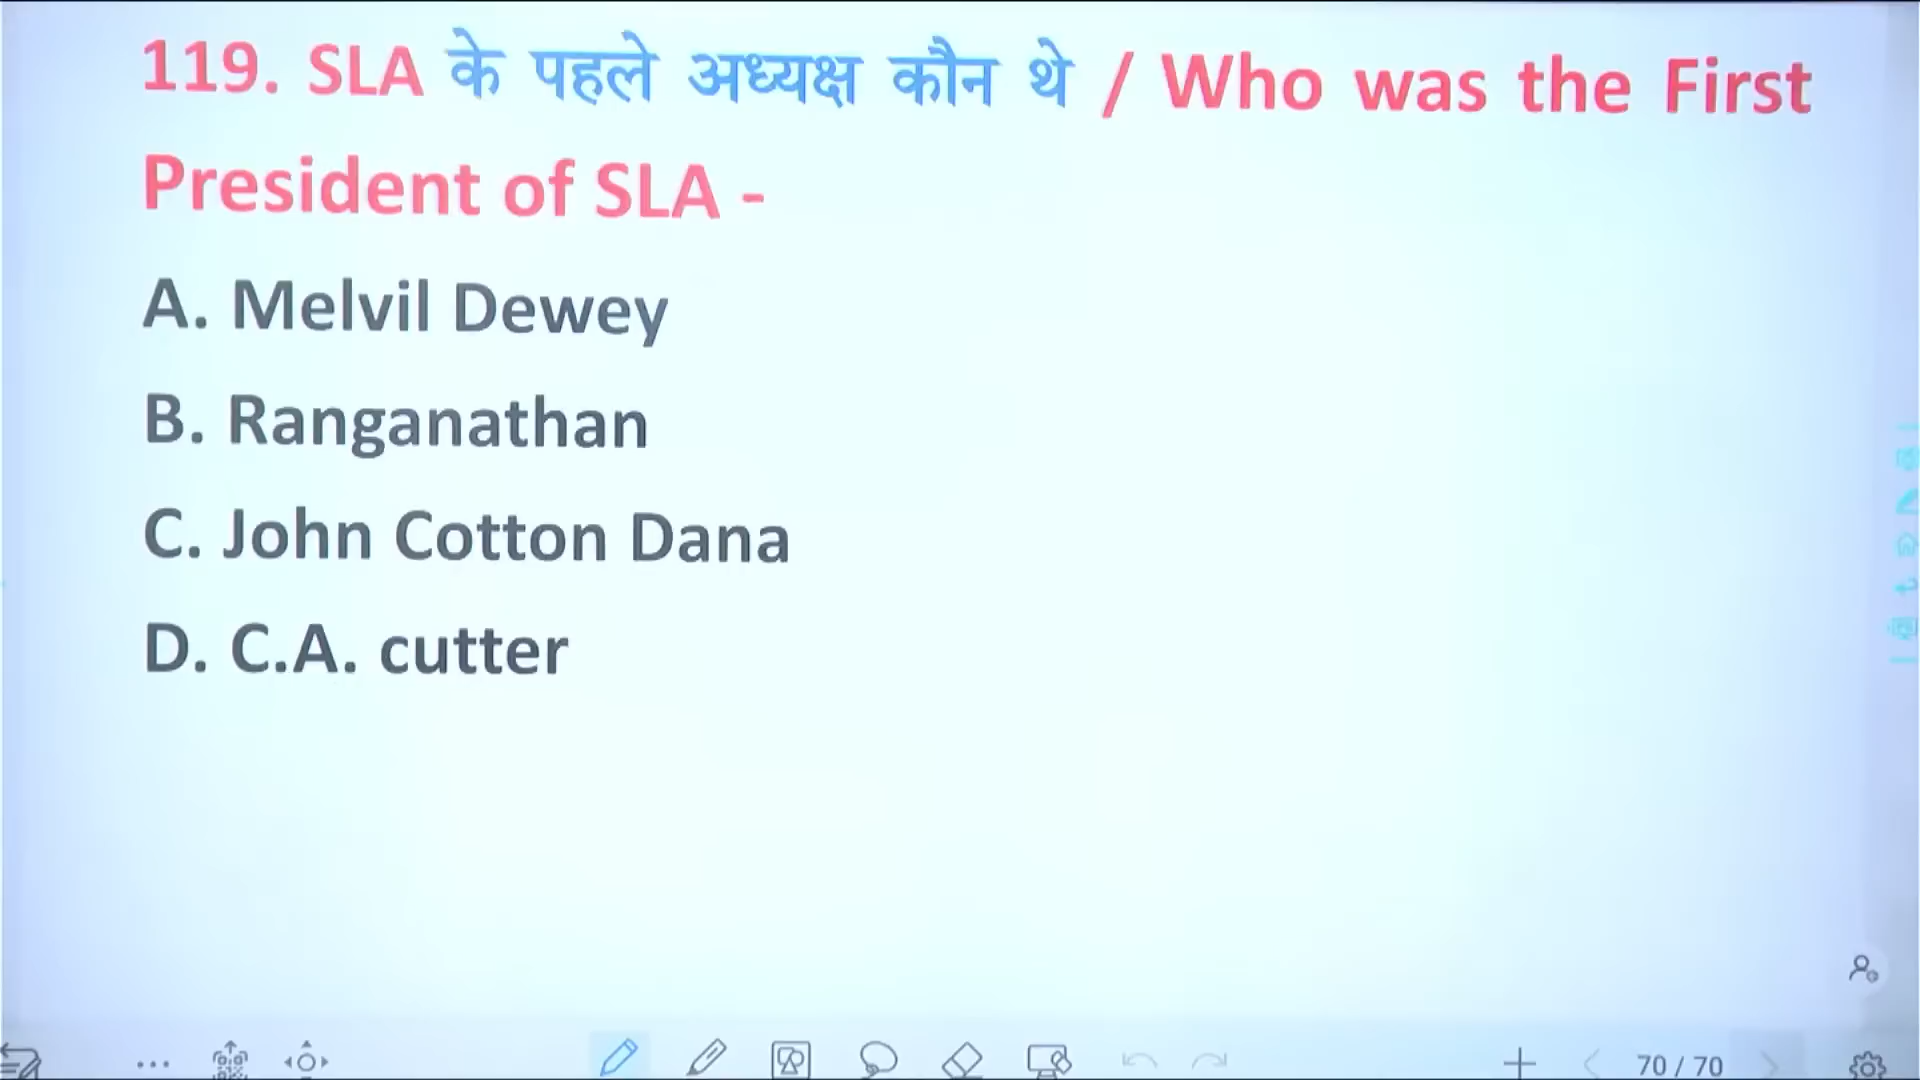 119. SLA के पहले अध्यक्ष कौन थे / Who was the First
President of SLA -
A. Melvil Dewey
B. Ranganathan
C. John Cotton Dana
D. C.A. cutter
70 / 70